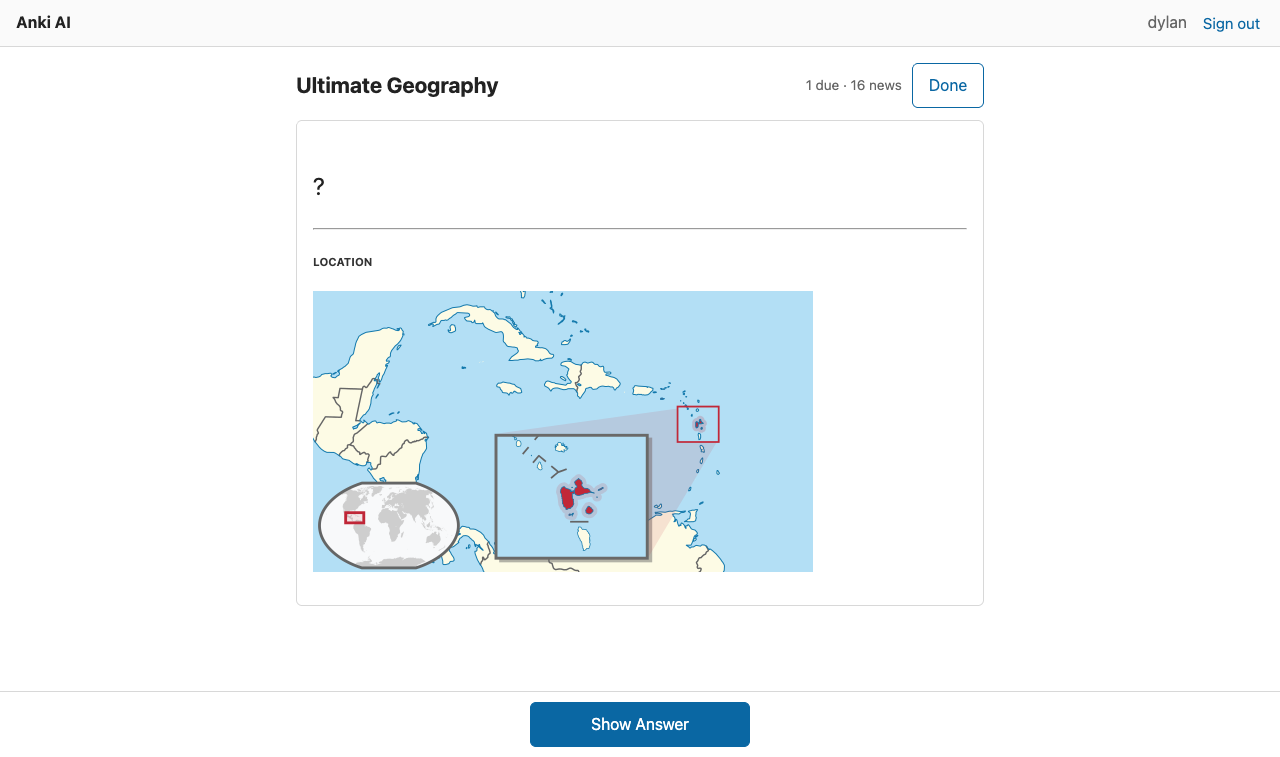 Anki AI
dylan
Sign out
Ultimate Geography
1 due · 16 news
Done
?
LOCATION
Show Answer